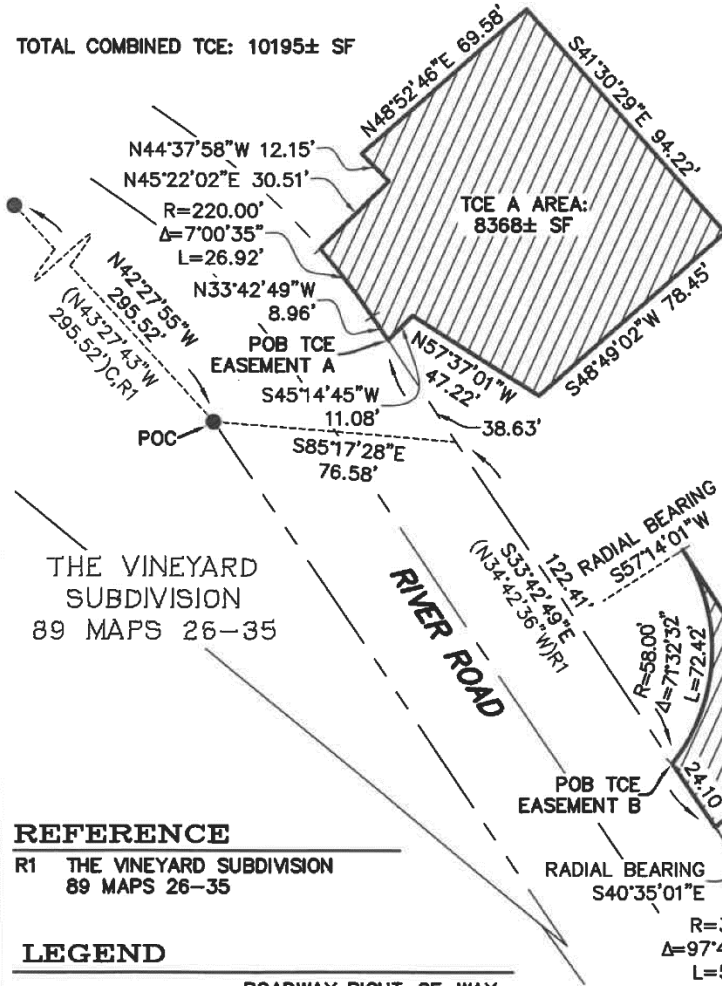 TOTAL COMBINED TCE: 10195± SF
N48°52'46"E 69.58'
S41°30'29"E 94.22'
N44°37'58"W 12.15'
N45°22'02"E 30.51'
R=220.00'
Δ=7°00'35"
L=26.92'
N33°42'49"W
8.96'
TCE A AREA:
8368± SF
POB TCE
EASEMENT A
N42°27'55"W
295.52'
(N43°27'43"W
295.52')C,R1
S45°14'45"W
11.08'
N57°37'01"W
47.22'
S48°49'02"W 78.45'
38.63'
POC
S85°17'28"E
76.58'
THE VINEYARD
SUBDIVISION
89 MAPS 26-35
RIVER ROAD
122.41'
S33°42'49"E
(N34°42'36"W)R1
RADIAL BEARING
S57°14'01"W
R=58.00'
Δ=71°32'32"
L=72.42'
POB TCE
EASEMENT B
24.10
RADIAL BEARING
S40°35'01"E
R=3
Δ=97°4
L=5
REFERENCE
R1 THE VINEYARD SUBDIVISION
89 MAPS 26-35
LEGEND
ROADWAY RIGHT-OF-WAY